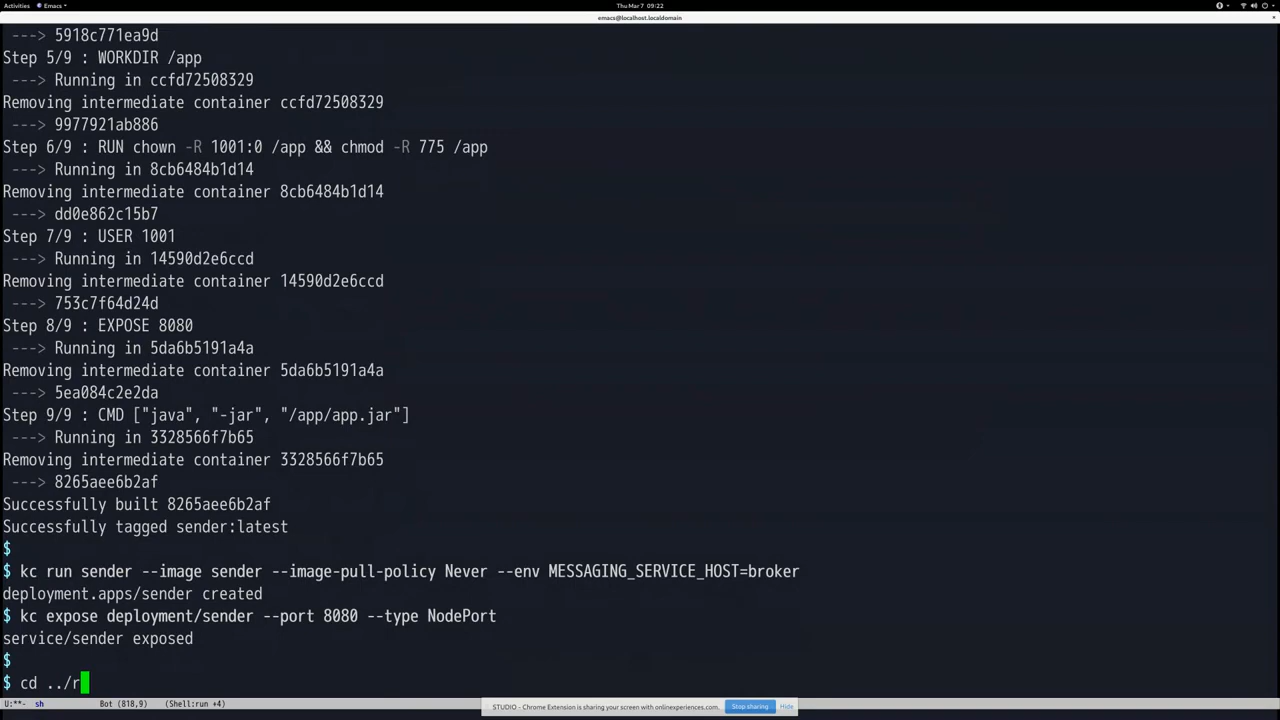 Activities Emacs Thu Mar 7 09:22
emacs@localhost.localdomain
---> 5918c771ea9d
Step 5/9 : WORKDIR /app
---> Running in ccfd72508329
Removing intermediate container ccfd72508329
---> 9977921ab886
Step 6/9 : RUN chown -R 1001:0 /app && chmod -R 775 /app
---> Running in 8cb6484b1d14
Removing intermediate container 8cb6484b1d14
---> dd0e862c15b7
Step 7/9 : USER 1001
---> Running in 14590d2e6ccd
Removing intermediate container 14590d2e6ccd
---> 753c7f64d24d
Step 8/9 : EXPOSE 8080
---> Running in 5da6b5191a4a
Removing intermediate container 5da6b5191a4a
---> 5ea084c2e2da
Step 9/9 : CMD ["java", "-jar", "/app/app.jar"]
---> Running in 3328566f7b65
Removing intermediate container 3328566f7b65
---> 8265aee6b2af
Successfully built 8265aee6b2af
Successfully tagged sender:latest
$
$ kc run sender --image sender --image-pull-policy Never --env MESSAGING_SERVICE_HOST=broker
deployment.apps/sender created
$ kc expose deployment/sender --port 8080 --type NodePort
service/sender exposed
$
$ cd ../r
U:**- sh Bot (818,9) (Shell:run +4)
STUDIO - Chrome Extension is sharing your screen with onlinexperiences.com. Stop sharing Hide